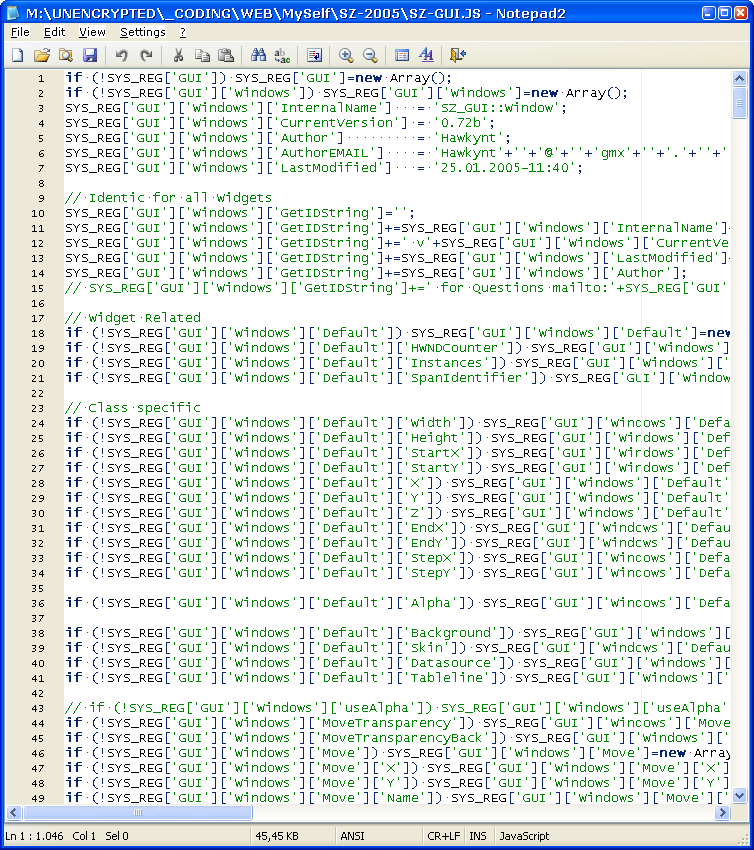 M:\UNENCRYPTED\_CODING\WEB\MySelf\SZ-2005\SZ-GUI.JS - Notepad2
File Edit View Settings ?
1 if (!SYS_REG['GUI']) SYS_REG['GUI']=new Array();
2 if (!SYS_REG['GUI']['Windows']) SYS_REG['GUI']['Windows']=new Array();
3 SYS_REG['GUI']['Windows']['InternalName'] = 'SZ_GUI::Window';
4 SYS_REG['GUI']['Windows']['CurrentVersion'] = '0.72b';
5 SYS_REG['GUI']['Windows']['Author'] = 'Hawkynt';
6 SYS_REG['GUI']['Windows']['AuthorEMAIL'] = 'Hawkynt'+''+'@'+''+'gmx'+''+'.'+''+'
7 SYS_REG['GUI']['Windows']['LastModified'] = '25.01.2005-11:40';
8
9 // Identic for all Widgets
10 SYS_REG['GUI']['Windows']['GetIDString']='';
11 SYS_REG['GUI']['Windows']['GetIDString']+=SYS_REG['GUI']['Windows']['InternalName']
12 SYS_REG['GUI']['Windows']['GetIDString']+=' v'+SYS_REG['GUI']['Windows']['CurrentVe
13 SYS_REG['GUI']['Windows']['GetIDString']+=SYS_REG['GUI']['Windows']['LastModified']
14 SYS_REG['GUI']['Windows']['GetIDString']+=SYS_REG['GUI']['Windows']['Author'];
15 // SYS_REG['GUI']['Windows']['GetIDString']+=' for Questions mailto:'+SYS_REG['GUI'
16
17 // Widget Related
18 if (!SYS_REG['GUI']['Windows']['Default']) SYS_REG['GUI']['Windows']['Default']=new
19 if (!SYS_REG['GUI']['Windows']['Default']['HWNDCounter']) SYS_REG['GUI']['Windows']
20 if (!SYS_REG['GUI']['Windows']['Default']['Instances']) SYS_REG['GUI']['Windows']['
21 if (!SYS_REG['GUI']['Windows']['Default']['SpanIdentifier']) SYS_REG['GUI']['Window
22
23 // Class specific
24 if (!SYS_REG['GUI']['Windows']['Default']['Width']) SYS_REG['GUI']['Windows']['Defa
25 if (!SYS_REG['GUI']['Windows']['Default']['Height']) SYS_REG['GUI']['Windows']['Def
26 if (!SYS_REG['GUI']['Windows']['Default']['StartX']) SYS_REG['GUI']['Windows']['Def
27 if (!SYS_REG['GUI']['Windows']['Default']['StartY']) SYS_REG['GUI']['Windows']['Def
28 if (!SYS_REG['GUI']['Windows']['Default']['X']) SYS_REG['GUI']['Windows']['Default'
29 if (!SYS_REG['GUI']['Windows']['Default']['Y']) SYS_REG['GUI']['Windows']['Default'
30 if (!SYS_REG['GUI']['Windows']['Default']['Z']) SYS_REG['GUI']['Windows']['Default'
31 if (!SYS_REG['GUI']['Windows']['Default']['EndX']) SYS_REG['GUI']['Windows']['Defau
32 if (!SYS_REG['GUI']['Windows']['Default']['EndY']) SYS_REG['GUI']['Windows']['Defau
33 if (!SYS_REG['GUI']['Windows']['Default']['StepX']) SYS_REG['GUI']['Windows']['Defa
34 if (!SYS_REG['GUI']['Windows']['Default']['StepY']) SYS_REG['GUI']['Windows']['Defa
35
36 if (!SYS_REG['GUI']['Windows']['Default']['Alpha']) SYS_REG['GUI']['Windows']['Defa
37
38 if (!SYS_REG['GUI']['Windows']['Default']['Background']) SYS_REG['GUI']['Windows'][
39 if (!SYS_REG['GUI']['Windows']['Default']['Skin']) SYS_REG['GUI']['Windows']['Defau
40 if (!SYS_REG['GUI']['Windows']['Default']['Datasource']) SYS_REG['GUI']['Windows'][
41 if (!SYS_REG['GUI']['Windows']['Default']['Tableline']) SYS_REG['GUI']['Windows']['
42
43 // if (!SYS_REG['GUI']['Windows']['useAlpha']) SYS_REG['GUI']['Windows']['useAlpha'
44 if (!SYS_REG['GUI']['Windows']['MoveTransparency']) SYS_REG['GUI']['Windows']['Move
45 if (!SYS_REG['GUI']['Windows']['MoveTransparencyBack']) SYS_REG['GUI']['Windows']['
46 if (!SYS_REG['GUI']['Windows']['Move']) SYS_REG['GUI']['Windows']['Move']=new Array
47 if (!SYS_REG['GUI']['Windows']['Move']['X']) SYS_REG['GUI']['Windows']['Move']['X']
48 if (!SYS_REG['GUI']['Windows']['Move']['Y']) SYS_REG['GUI']['Windows']['Move']['Y']
49 if (!SYS_REG['GUI']['Windows']['Move']['Name']) SYS_REG['GUI']['Windows']['Move']['
Ln 1 : 1.046 Col 1 Sel 0 45,45 KB ANSI CR+LF INS JavaScript